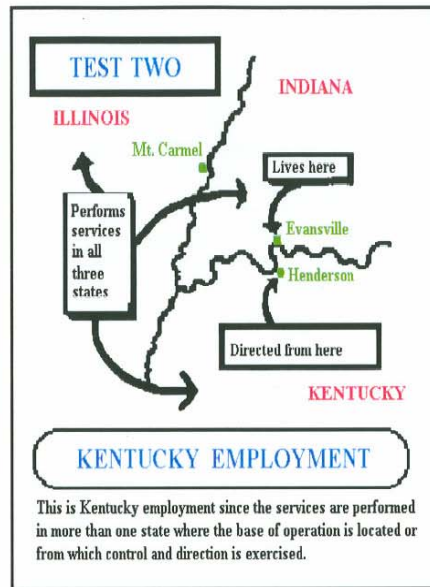 TEST TWO
INDIANA
ILLINOIS
Mt. Carmel
Lives here
Performs
services
in all
three
states
Evansville
Henderson
Directed from here
KENTUCKY
KENTUCKY EMPLOYMENT
This is Kentucky employment since the services are performed
in more than one state where the base of operation is located or
from which control and direction is exercised.